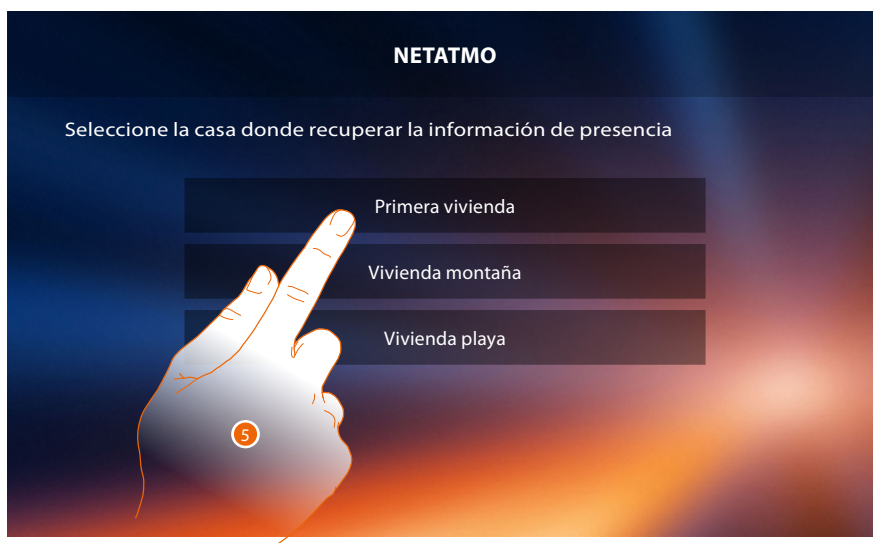 NETATMO
Seleccione la casa donde recuperar la información de presencia
Primera vivienda
Vivienda montaña
Vivienda playa
5